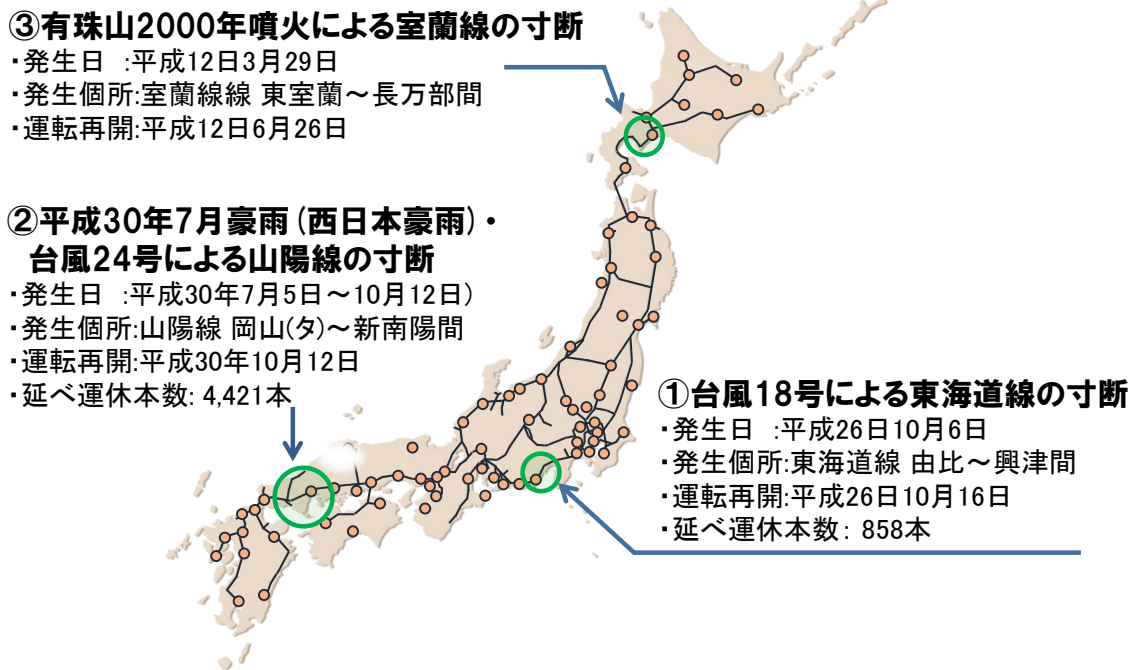 ③有珠山2000年噴火による室蘭線の寸断
・発生日　:平成12日3月29日
・発生個所:室蘭線線 東室蘭～長万部間
・運転再開:平成12日6月26日
②平成30年7月豪雨(西日本豪雨)・
台風24号による山陽線の寸断
・発生日　:平成30年7月5日～10月12日)
・発生個所:山陽線 岡山(タ)～新南陽間
・運転再開:平成30年10月12日
・延べ運休本数: 4,421本
①台風18号による東海道線の寸断
・発生日　:平成26日10月6日
・発生個所:東海道線 由比～興津間
・運転再開:平成26日10月16日
・延べ運休本数: 858本